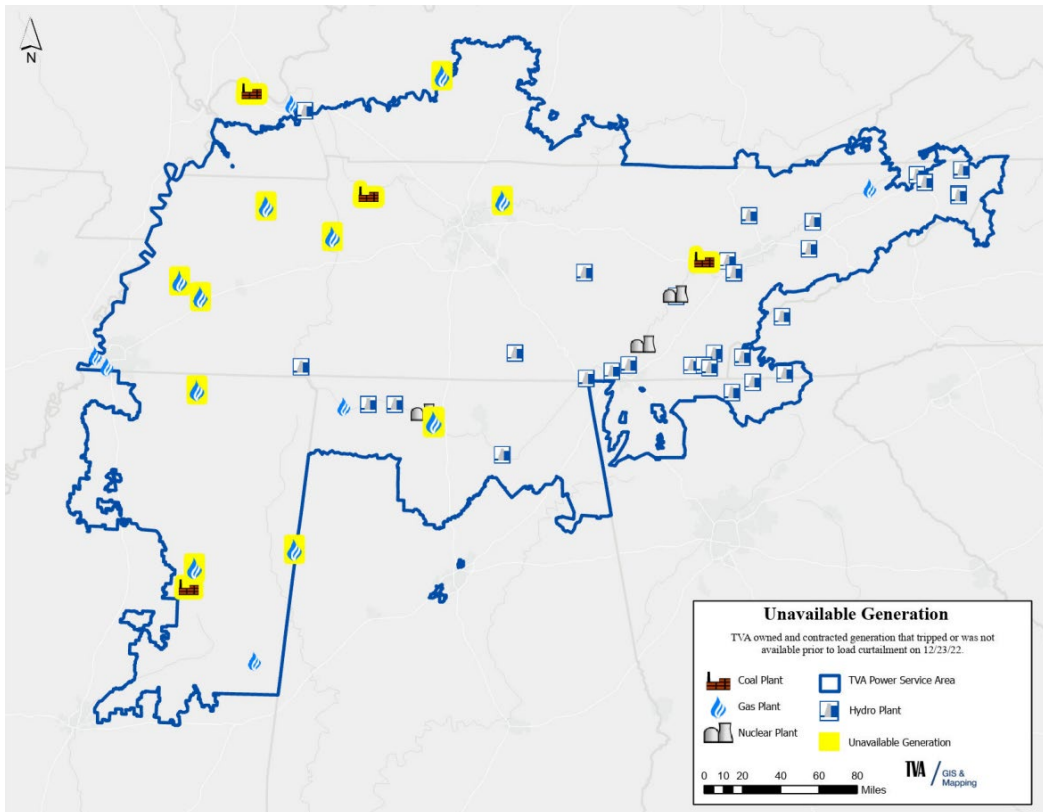 N
Unavailable Generation
TVA owned and contracted generation that tripped or was not
available prior to load curtailment on 12/23/22.
Coal Plant
TVA Power Service Area
Gas Plant
Hydro Plant
Nuclear Plant
Unavailable Generation
0 10 20 40 60 80
Miles
TVA / GIS &
Mapping